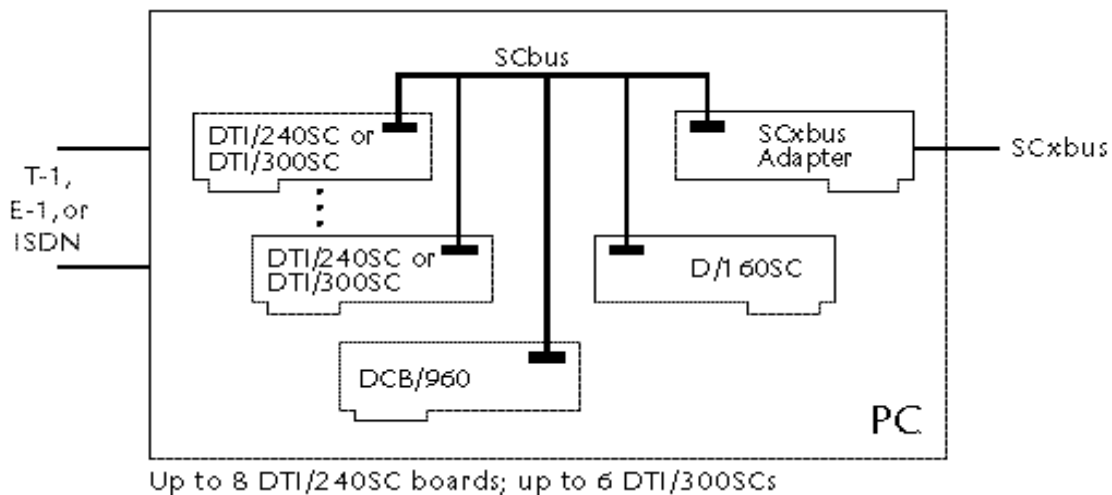 SCbus
DTI/240SC or
DTI/300SC
SCxbus
Adapter
SCxbus
T-1,
E-1, or
ISDN
DTI/240SC or
DTI/300SC
D/160SC
DCB/960
PC
Up to 8 DTI/240SC boards; up to 6 DTI/300SCs